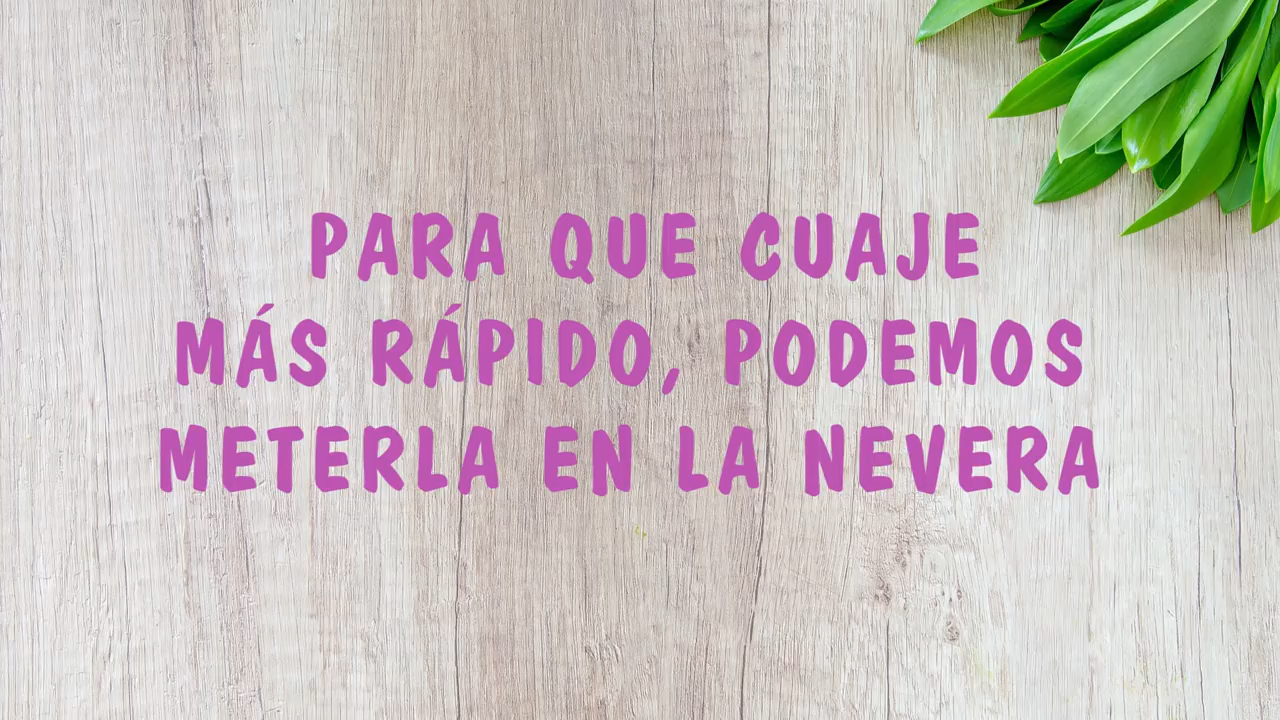 PARA QUE CUAJE
MÁS RÁPIDO, PODEMOS
METERLA EN LA NEVERA